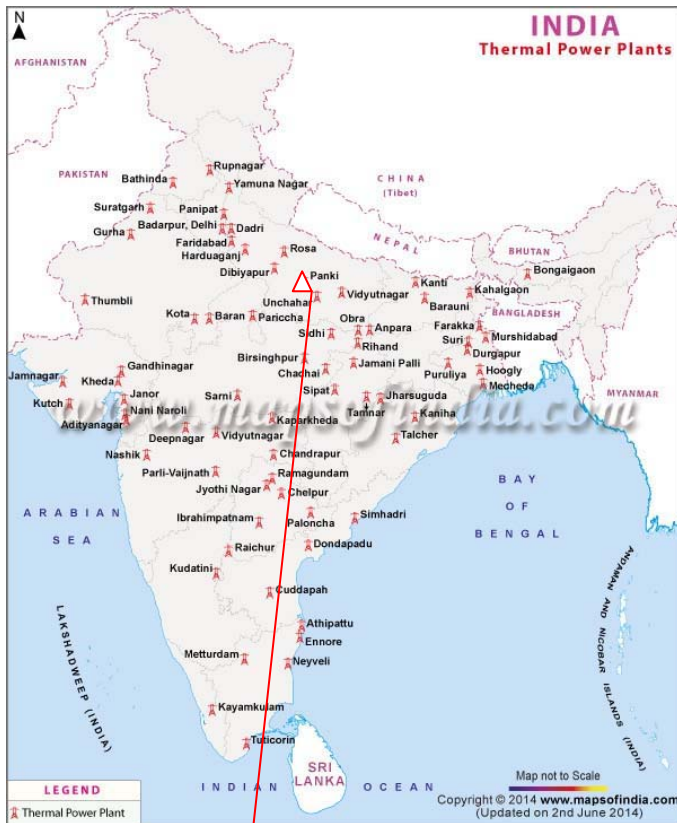 N
INDIA
Thermal Power Plants
AFGHANISTAN
PAKISTAN
CHINA
(Tibet)
NEPAL
BHUTAN
BANGLADESH
MYANMAR
Rupnagar
Bathinda
Yamuna Nagar
Suratgarh
Panipat
Badarpur, Delhi
Dadri
Gurha
Faridabad
Harduaganj
Rosa
Dibiyapur
Panki
Kanti
Kahalgaon
Bongaigaon
Thumbli
Unchahar
Vidyutnagar
Barauni
Kota
Baran
Pariccha
Obra
Anpara
Farakka
Sidhi
Rihand
Suri
Murshidabad
Durgapur
Birsinghpur
Jamani Palli
Puruliya
Hoogly
Chachai
Medheda
Gandhinagar
Jamnagar
Kheda
Sipat
Jharsuguda
Janor
Sarni
Kutch
Nani Naroli
Tamnar
Kaniha
Adityanagar
Kaparkheda
www.mapsofindia.com
Deepnagar
Vidyutnagar
Talcher
Nashik
Chandrapur
Parli-Vaijnath
Ramagundam
Jyothi Nagar
Chelpur
ARABIAN
SEA
BAY
OF
BENGAL
Ibrahimpatnam
Paloncha
Simhadri
Raichur
Dondapadu
Kudatini
Cuddapah
Athipattu
Ennore
Metturdam
Neyveli
Kayamkulam
Tuticorin
LAKSHADWEEP (INDIA)
ANDAMAN AND NICOBAR ISLANDS (INDIA)
SRI
LANKA
INDIAN OCEAN
LEGEND
Thermal Power Plant
Map not to Scale
Copyright © 2014 www.mapsofindia.com
(Updated on 2nd June 2014)